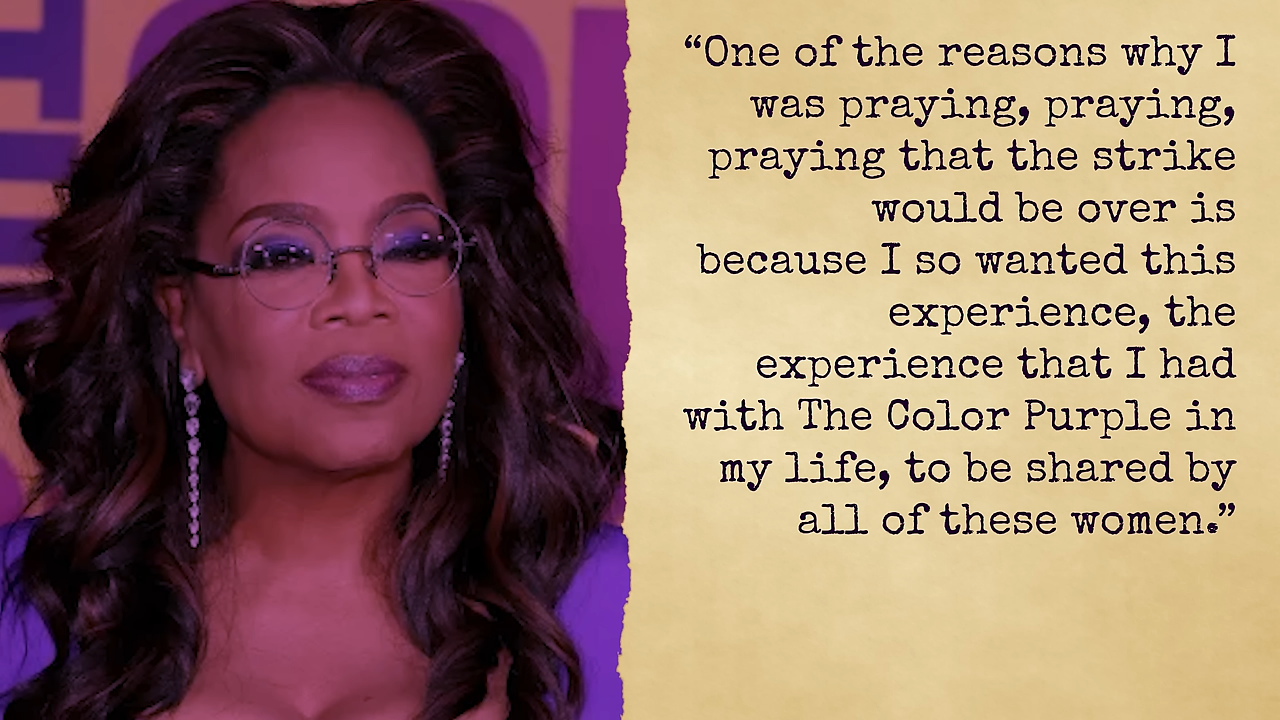 “One of the reasons why I
was praying, praying,
praying that the strike
would be over is
because I so wanted this
experience, the
experience that I had
with The Color Purple in
my life, to be shared by
all of these women.”